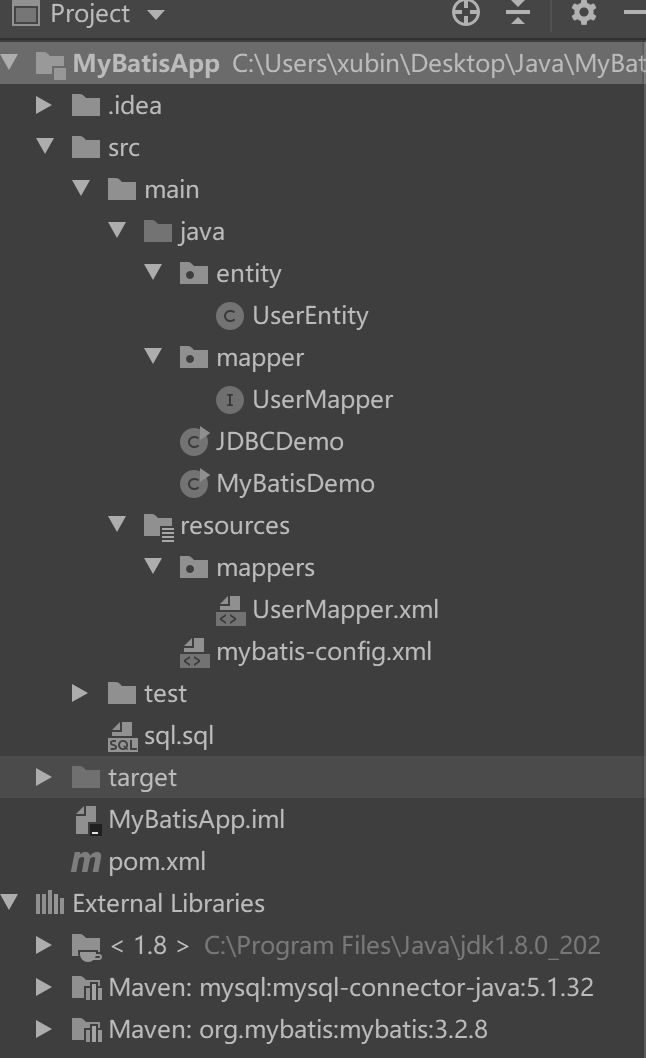 Project
MyBatisApp C:\Users\xubin\Desktop\Java\MyBat
.idea
src
main
java
entity
C UserEntity
mapper
I UserMapper
C JDBCDemo
C MyBatisDemo
resources
mappers
<> UserMapper.xml
<> mybatis-config.xml
test
SQL sql.sql
target
MyBatisApp.iml
m pom.xml
External Libraries
< 1.8 > C:\Program Files\Java\jdk1.8.0_202
Maven: mysql:mysql-connector-java:5.1.32
Maven: org.mybatis:mybatis:3.2.8